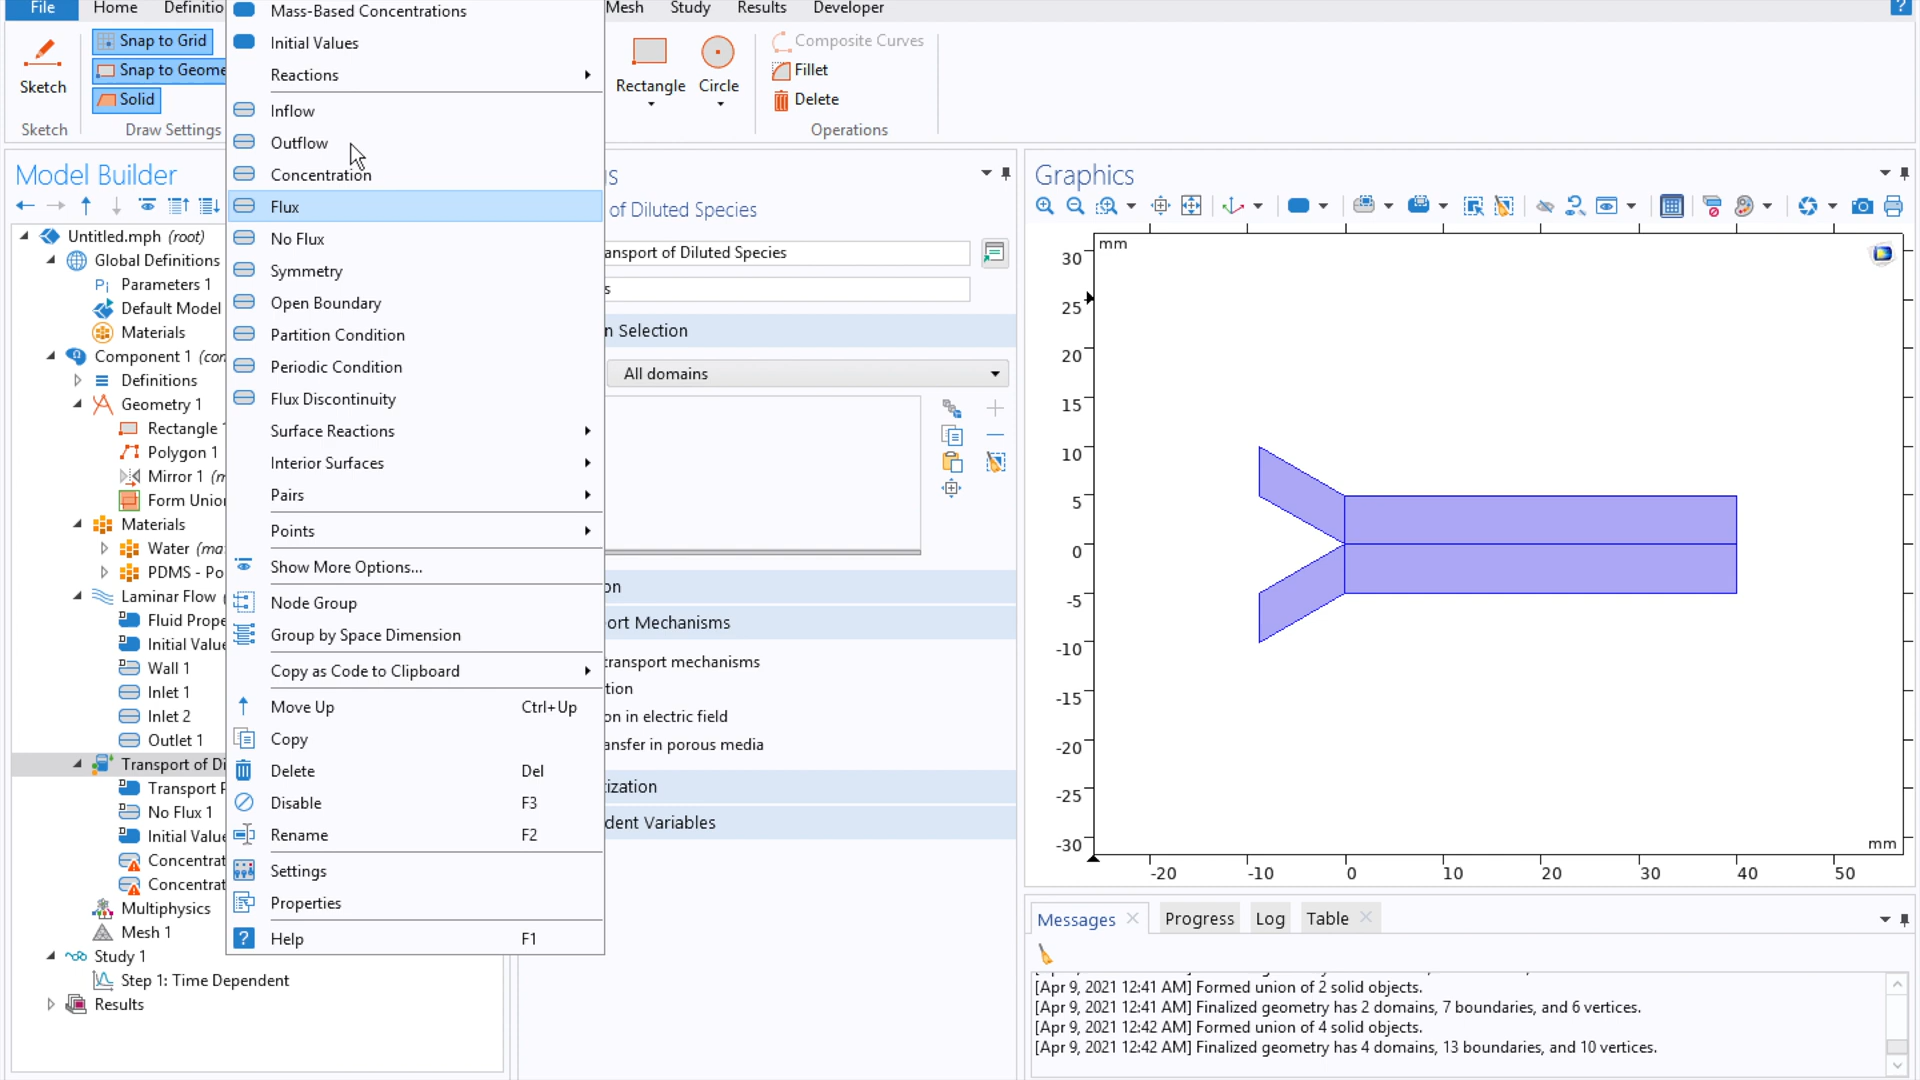 File Home Definitio Mesh Study Results Developer
Mass-Based Concentrations
Initial Values
Reactions
Inflow
Outflow
Concentration
Flux
No Flux
Symmetry
Open Boundary
Partition Condition
Periodic Condition
Flux Discontinuity
Surface Reactions
Interior Surfaces
Pairs
Points
Show More Options...
Node Group
Group by Space Dimension
Copy as Code to Clipboard
Move Up Ctrl+Up
Copy
Delete Del
Disable F3
Rename F2
Settings
Properties
Help F1
Sketch
Sketch
Snap to Grid
Snap to Geome
Solid
Draw Settings
Rectangle
Circle
Composite Curves
Fillet
Delete
Operations
Model Builder
Untitled.mph (root)
Global Definitions
Parameters 1
Default Model
Materials
Component 1 (con
Definitions
Geometry 1
Rectangle
Polygon 1
Mirror 1
Form Union
Materials
Water (ma
PDMS - Po
Laminar Flow
Fluid Prope
Initial Value
Wall 1
Inlet 1
Inlet 2
Outlet 1
Transport of Di
Transport P
No Flux 1
Initial Value
Concentrat
Concentrat
Multiphysics
Mesh 1
Study 1
Step 1: Time Dependent
Results
gs
of Diluted Species
ansport of Diluted Species
s
n Selection
All domains
on
ort Mechanisms
transport mechanisms
tion
on in electric field
ansfer in porous media
ization
dent Variables
Graphics
mm
30
25
20
15
10
5
0
-5
-10
-15
-20
-25
-30
mm
-20 -10 0 10 20 30 40 50
Messages Progress Log Table
[Apr 9, 2021 12:41 AM] Formed union of 2 solid objects.
[Apr 9, 2021 12:41 AM] Finalized geometry has 2 domains, 7 boundaries, and 6 vertices.
[Apr 9, 2021 12:42 AM] Formed union of 4 solid objects.
[Apr 9, 2021 12:42 AM] Finalized geometry has 4 domains, 13 boundaries, and 10 vertices.